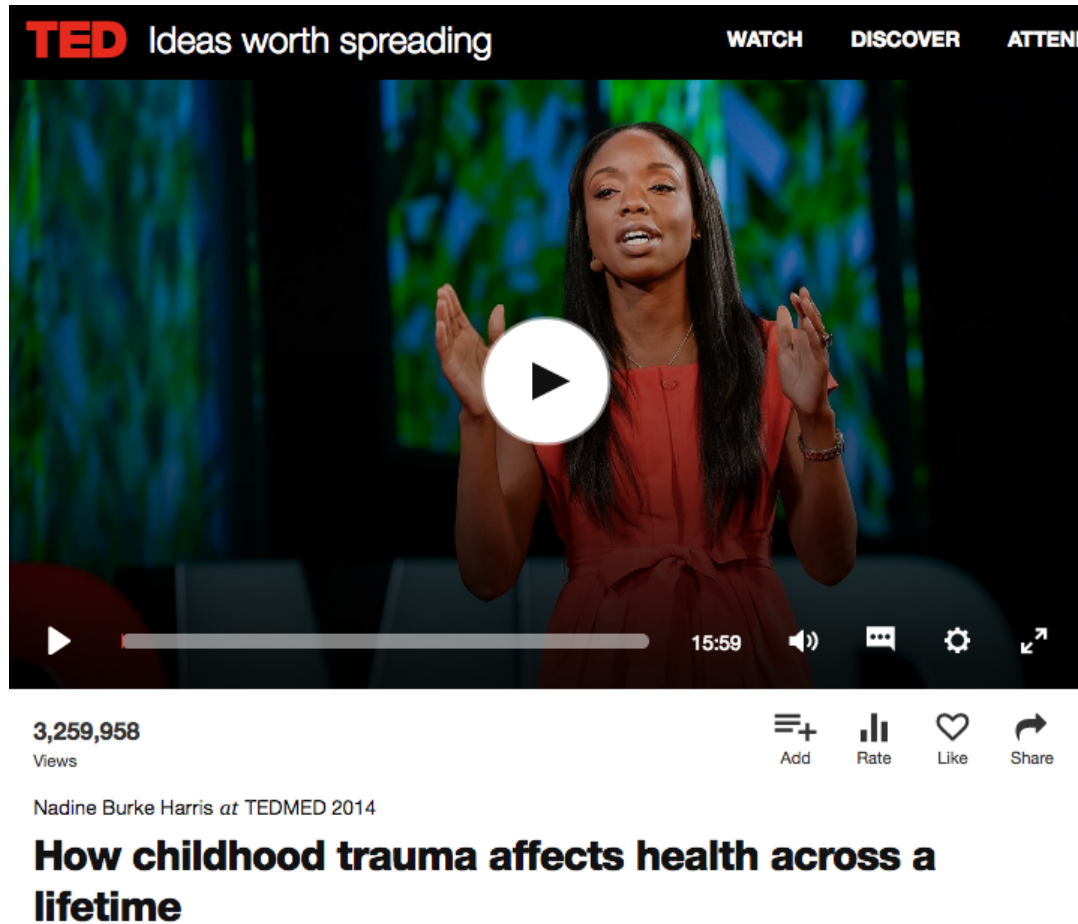 TED Ideas worth spreading WATCH DISCOVER ATTEN
15:59
3,259,958
Views
Add Rate Like Share
Nadine Burke Harris at TEDMED 2014
How childhood trauma affects health across a
lifetime